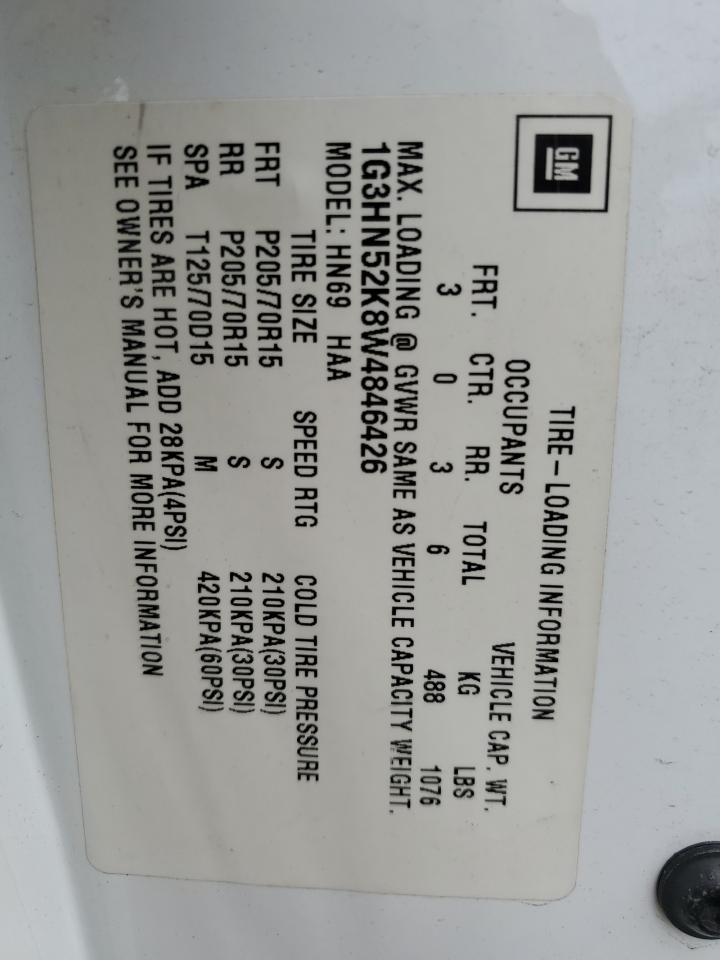 GM
TIRE-LOADING INFORMATION
OCCUPANTS VEHICLE CAP. WT.
FRT. CTR. RR. TOTAL KG LBS
3 0 3 6 488 1076
MAX. LOADING @ GVWR SAME AS VEHICLE CAPACITY WEIGHT.
1G3HN52K8W4846426
MODEL: HN69 HAA
TIRE SIZE SPEED RTG COLD TIRE PRESSURE
FRT P205/70R15 S 210KPA(30PSI)
RR P205/70R15 S 210KPA(30PSI)
SPA T125/70D15 M 420KPA(60PSI)
IF TIRES ARE HOT, ADD 28KPA(4PSI)
SEE OWNER'S MANUAL FOR MORE INFORMATION